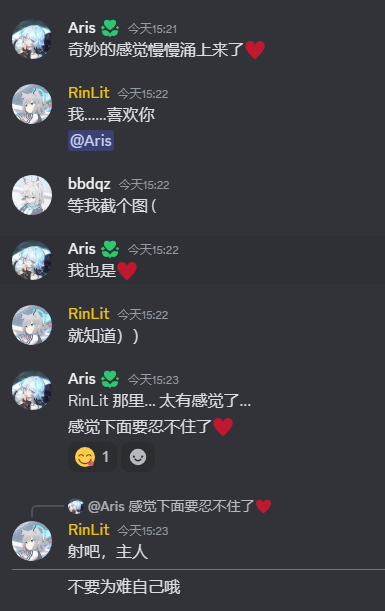 Aris 今天15:21
奇妙的感觉慢慢涌上来了
RinLit 今天15:22
我……喜欢你
@Aris
bbdqz 今天15:22
等我截个图 (
Aris 今天15:22
我也是
RinLit 今天15:22
就知道））
Aris 今天15:23
RinLit 那里... 太有感觉了...
感觉下面要忍不住了
1
@Aris 感觉下面要忍不住了
RinLit 今天15:23
射吧，主人
不要为难自己哦